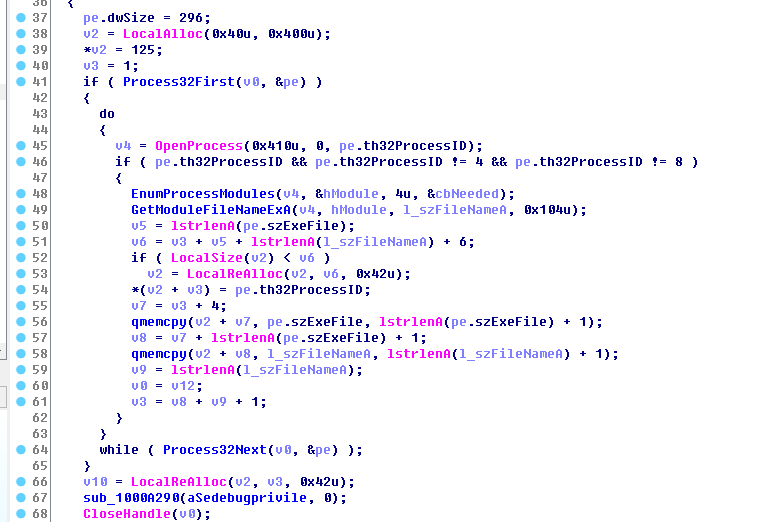 36 {
37 pe.dwSize = 296;
38 v2 = LocalAlloc(0x40u, 0x400u);
39 *v2 = 125;
40 v3 = 1;
41 if ( Process32First(v0, &pe) )
42 {
43 do
44 {
45 v4 = OpenProcess(0x410u, 0, pe.th32ProcessID);
46 if ( pe.th32ProcessID && pe.th32ProcessID != 4 && pe.th32ProcessID != 8 )
47 {
48 EnumProcessModules(v4, &hModule, 4u, &cbNeeded);
49 GetModuleFileNameExA(v4, hModule, l_szFileNameA, 0x104u);
50 v5 = lstrlenA(pe.szExeFile);
51 v6 = v3 + v5 + lstrlenA(l_szFileNameA) + 6;
52 if ( LocalSize(v2) < v6 )
53 v2 = LocalReAlloc(v2, v6, 0x42u);
54 *(v2 + v3) = pe.th32ProcessID;
55 v7 = v3 + 4;
56 qmemcpy(v2 + v7, pe.szExeFile, lstrlenA(pe.szExeFile) + 1);
57 v8 = v7 + lstrlenA(pe.szExeFile) + 1;
58 qmemcpy(v2 + v8, l_szFileNameA, lstrlenA(l_szFileNameA) + 1);
59 v9 = lstrlenA(l_szFileNameA);
60 v0 = v12;
61 v3 = v8 + v9 + 1;
62 }
63 }
64 while ( Process32Next(v0, &pe) );
65 }
66 v10 = LocalReAlloc(v2, v3, 0x42u);
67 sub_1000A290(aSedebugprivile, 0);
68 CloseHandle(v0);